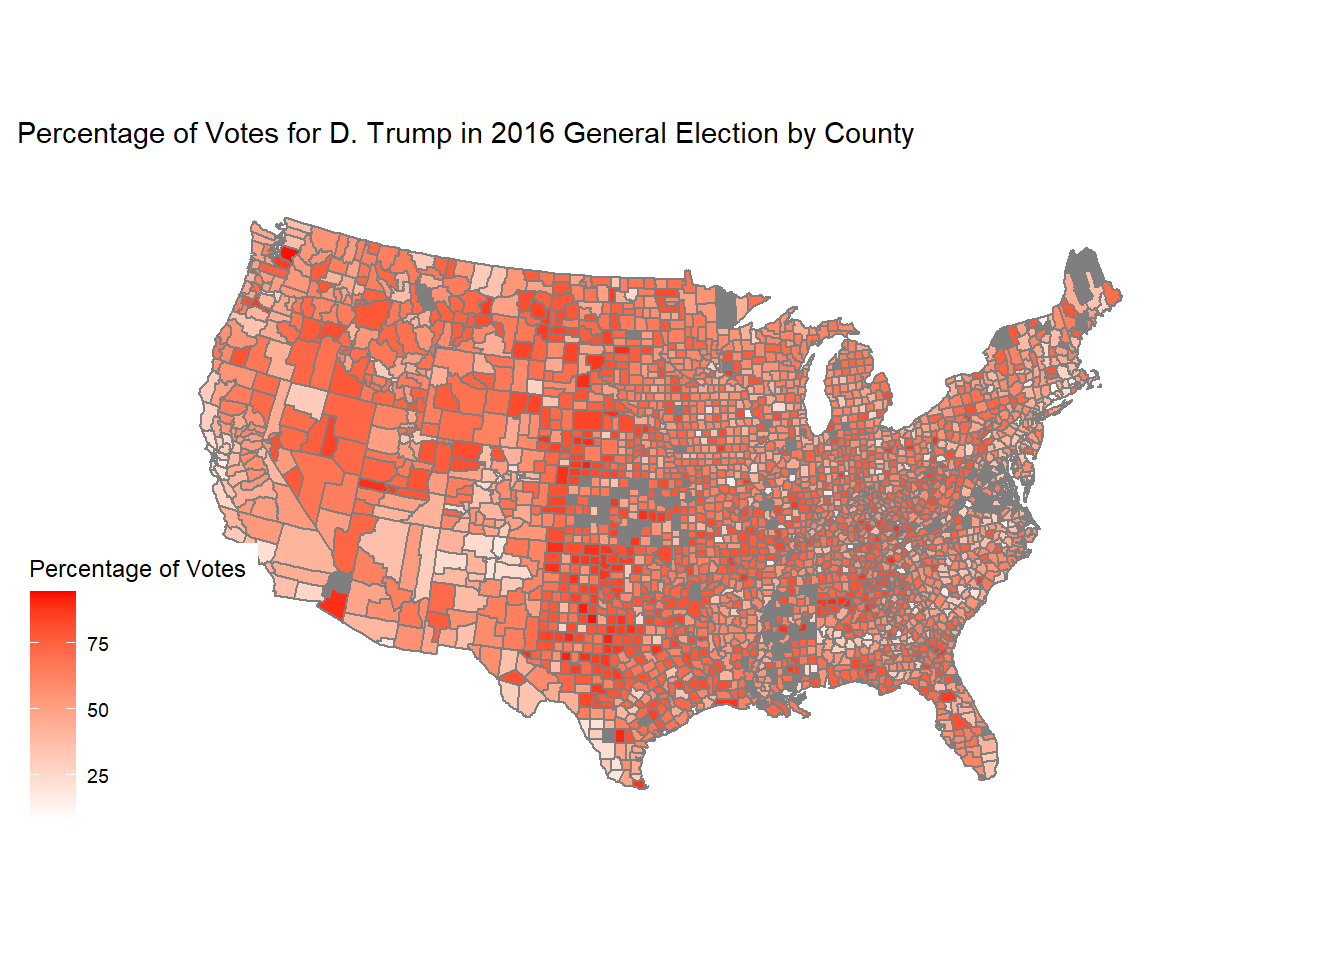 Percentage of Votes for D. Trump in 2016 General Election by County
Percentage of Votes
75
50
25